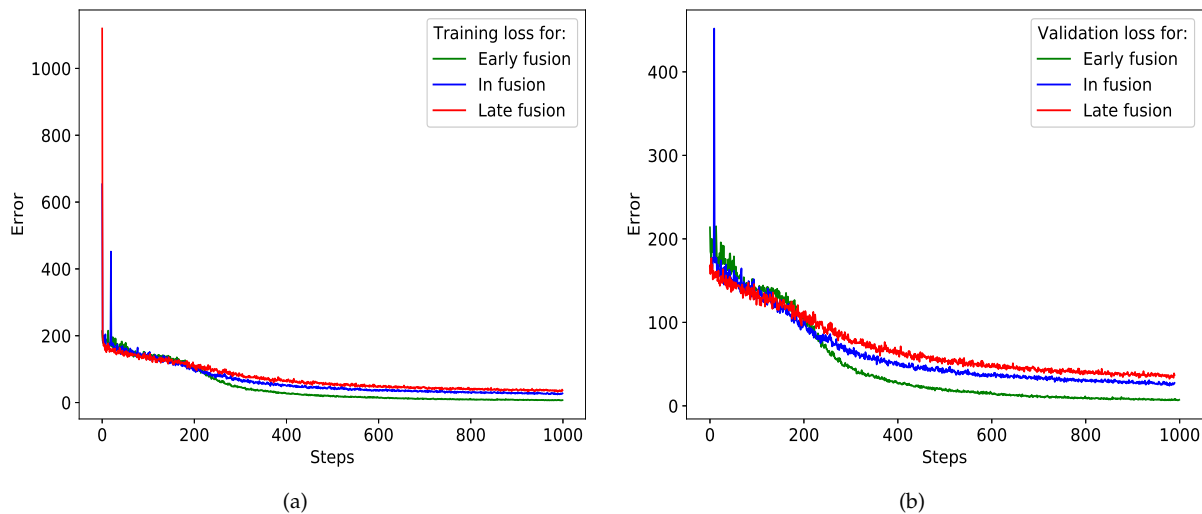 Training loss for:
Early fusion
In fusion
Late fusion
Error
1000
800
600
400
200
0
0 200 400 600 800 1000
Steps
(a)
Validation loss for:
Early fusion
In fusion
Late fusion
Error
400
300
200
100
0
0 200 400 600 800 1000
Steps
(b)